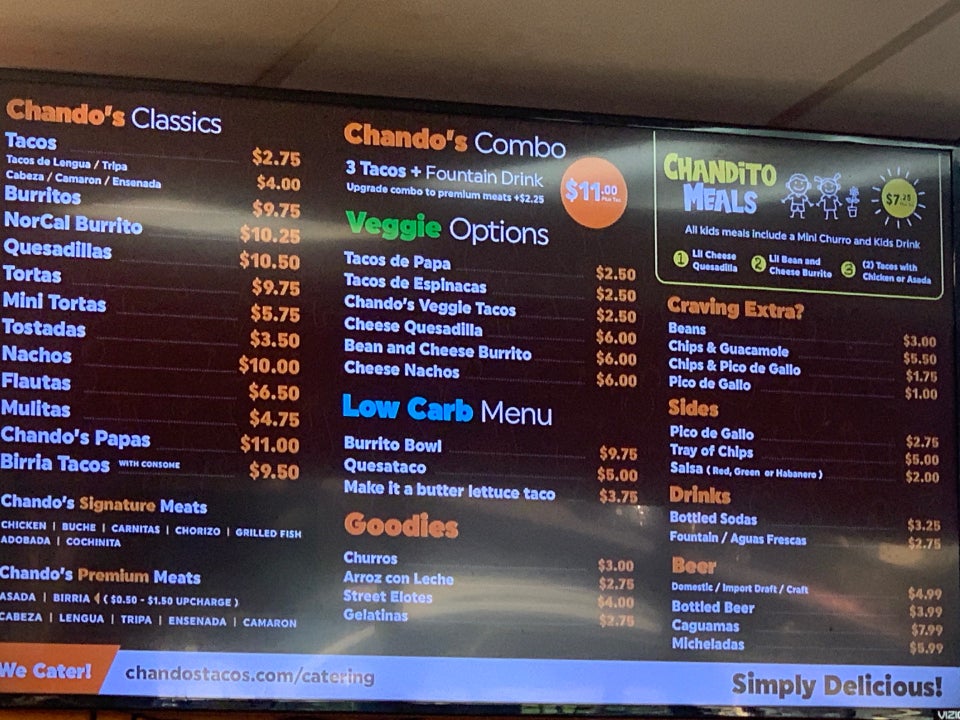 Chando's Classics
Tacos $2.75
Tacos de Lengua / Tripa
Cabeza / Camaron / Ensenada $4.00
Burritos $9.75
NorCal Burrito $10.25
Quesadillas $10.50
Tortas $9.75
Mini Tortas $5.75
Tostadas $3.50
Nachos $10.00
Flautas $6.50
Mulitas $4.75
Chando's Papas $11.00
Birria Tacos WITH CONSOME $9.50
Chando's Signature Meats
CHICKEN | BUCHE | CARNITAS | CHORIZO | GRILLED FISH
ADOBADA | COCHINITA
Chando's Premium Meats
ASADA | BIRRIA ( $0.50 - $1.50 UPCHARGE )
CABEZA | LENGUA | TRIPA | ENSENADA | CAMARON
Chando's Combo
3 Tacos + Fountain Drink
Upgrade combo to premium meats +$2.25
$11.00
Plus Tax
Veggie Options
Tacos de Papa $2.50
Tacos de Espinacas $2.50
Chando's Veggie Tacos $2.50
Cheese Quesadilla $6.00
Bean and Cheese Burrito $6.00
Cheese Nachos $6.00
Low Carb Menu
Burrito Bowl $9.75
Quesataco $5.00
Make it a butter lettuce taco $3.75
Goodies
Churros $3.00
Arroz con Leche $2.75
Street Elotes $4.00
Gelatinas $2.75
CHANDiTO
MEALS
$7.25
All kids meals include a Mini Churro and Kids Drink
1 Lil Cheese
Quesadilla
2 Lil Bean and
Cheese Burrito
3 (2) Tacos with
Chicken or Asada
Craving Extra?
Beans $3.00
Chips & Guacamole $5.50
Chips & Pico de Gallo $1.75
Pico de Gallo $1.00
Sides
Pico de Gallo $2.75
Tray of Chips $5.00
Salsa ( Red, Green or Habanero ) $2.00
Drinks
Bottled Sodas $3.25
Fountain / Aguas Frescas $2.75
Beer
Domestic / Import Draft / Craft $4.99
Bottled Beer $3.99
Caguamas $7.99
Micheladas $5.99
We Cater! chandostacos.com/catering
Simply Delicious!
VIZIO